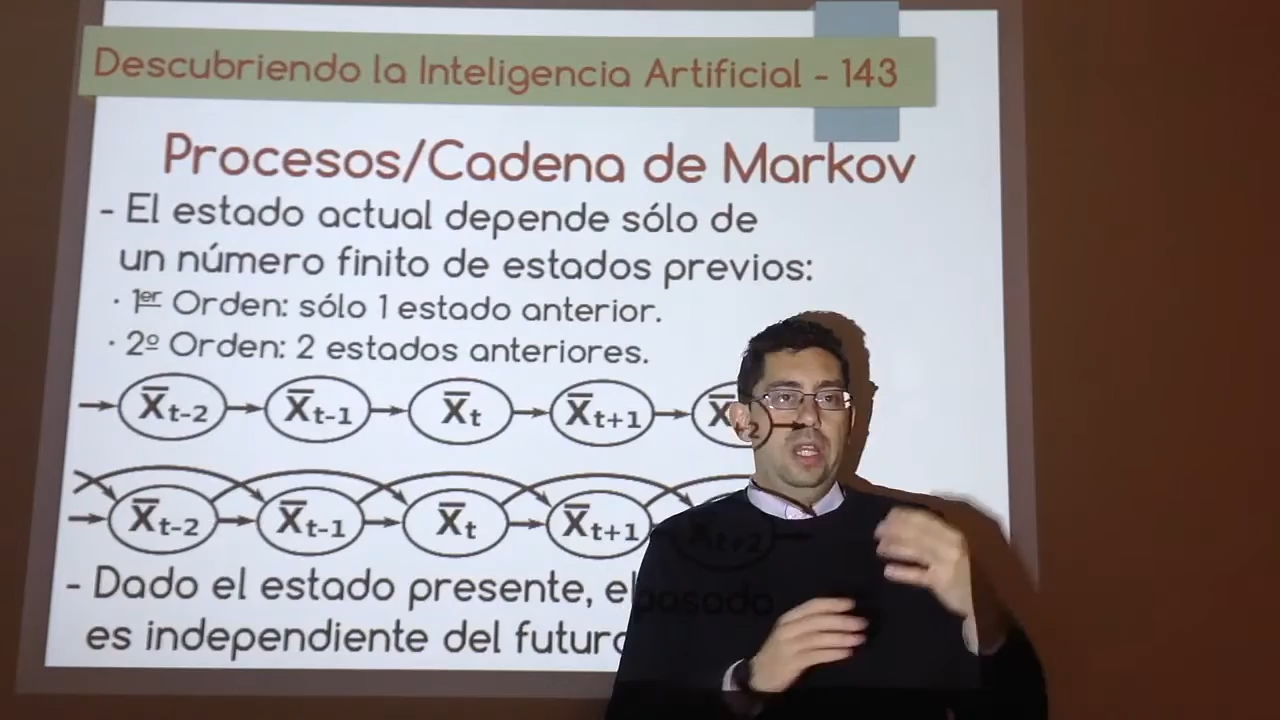 Descubriendo la Inteligencia Artificial - 143
Procesos/Cadena de Markov
- El estado actual depende sólo de
un número finito de estados previos:
· 1er Orden: sólo 1 estado anterior.
· 2º Orden: 2 estados anteriores.
X̅t-2 X̅t-1 X̅t X̅t+1 X̅
X̅t-2 X̅t-1 X̅t X̅t+1 X̅t+2
- Dado el estado presente, el pasado
es independiente del futuro